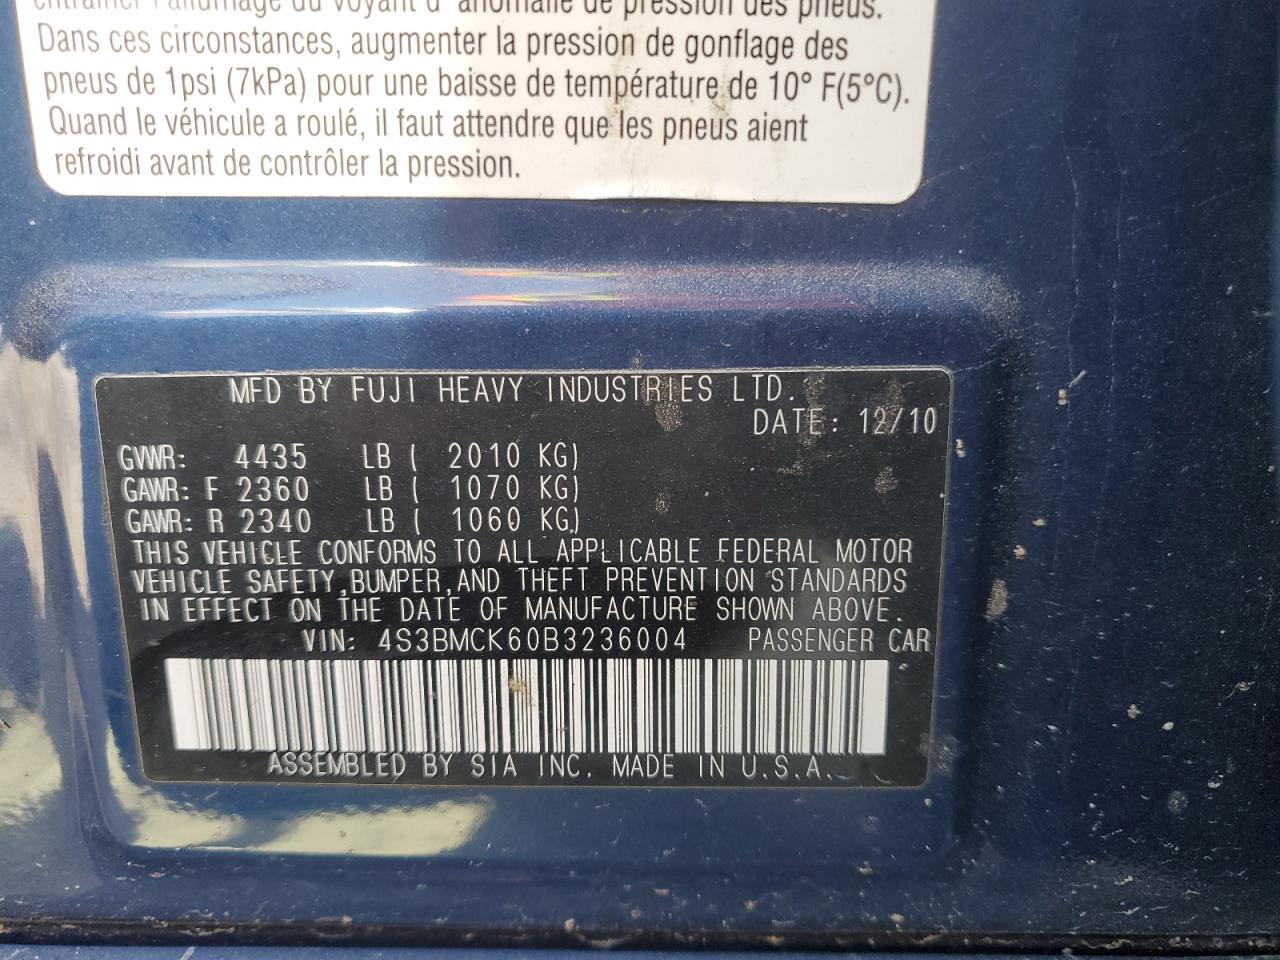 entraîner l'allumage du voyant d' anomalie de pression des pneus.
Dans ces circonstances, augmenter la pression de gonflage des
pneus de 1psi (7kPa) pour une baisse de température de 10° F(5°C).
Quand le véhicule a roulé, il faut attendre que les pneus aient
refroidi avant de contrôler la pression.
MFD BY FUJI HEAVY INDUSTRIES LTD.
DATE: 12/10
GVWR: 4435 LB ( 2010 KG)
GAWR: F 2360 LB ( 1070 KG)
GAWR: R 2340 LB ( 1060 KG)
THIS VEHICLE CONFORMS TO ALL APPLICABLE FEDERAL MOTOR
VEHICLE SAFETY,BUMPER,AND THEFT PREVENTION STANDARDS
IN EFFECT ON THE DATE OF MANUFACTURE SHOWN ABOVE.
VIN: 4S3BMCK60B3236004 PASSENGER CAR
ASSEMBLED BY SIA INC. MADE IN U.S.A.